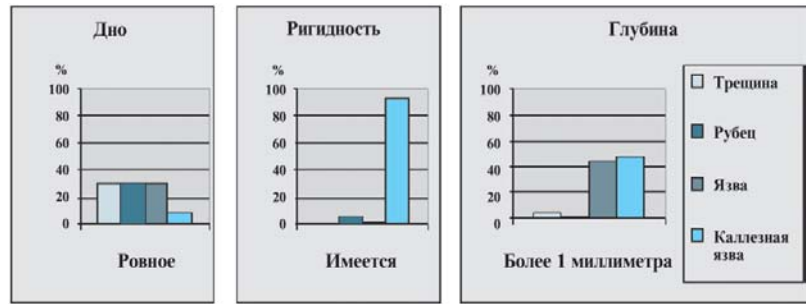 Дно
%
100
80
60
40
20
0
Ровное
Ригидность
%
100
80
60
40
20
0
Имеется
Глубина
%
100
80
60
40
20
0
Более 1 миллиметра
Трещина
Рубец
Язва
Каллезная
язва